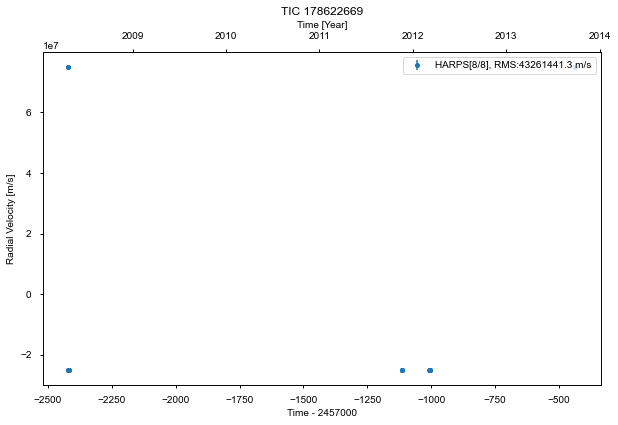 TIC 178622669
Time [Year]
2009 2010 2011 2012 2013 2014
1e7
HARPS[8/8], RMS:43261441.3 m/s
6
4
2
0
−2
Radial Velocity [m/s]
−2500 −2250 −2000 −1750 −1500 −1250 −1000 −750 −500
Time - 2457000